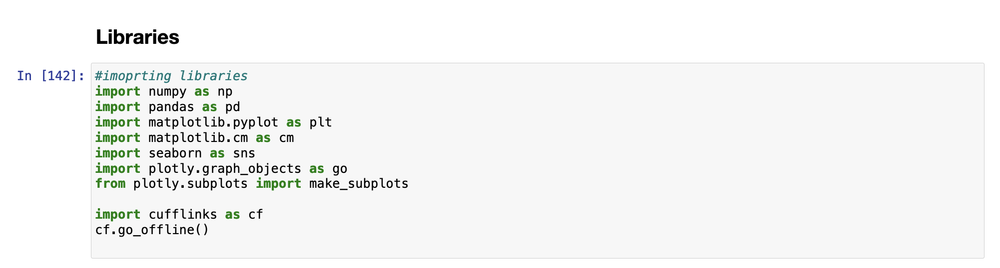 Libraries
In [142]: #imoprting libraries
import numpy as np
import pandas as pd
import matplotlib.pyplot as plt
import matplotlib.cm as cm
import seaborn as sns
import plotly.graph_objects as go
from plotly.subplots import make_subplots
import cufflinks as cf
cf.go_offline()